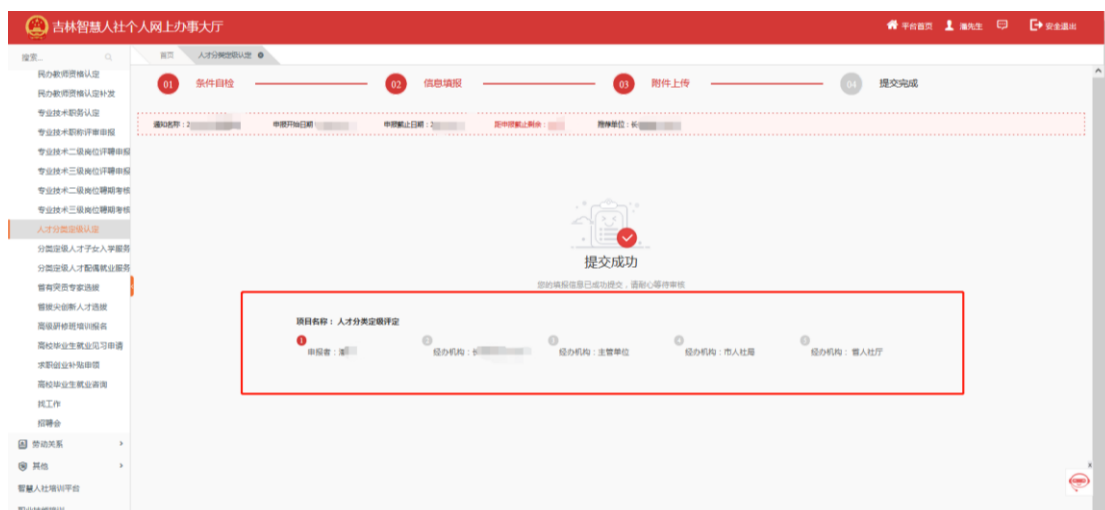 吉林智慧人社个人网上办事大厅
平台首页
潘先生
安全退出
搜索...
首页
人才分类定级认定
民办教师资格认定
民办教师资格认定补发
专业技术职务认定
专业技术职称评审申报
专业技术二级岗位评聘申报
专业技术三级岗位评聘申报
专业技术二级岗位聘期考核
专业技术三级岗位聘期考核
人才分类定级认定
分类定级人才子女入学服务
分类定级人才配偶就业服务
省有突贡专家选拔
省拔尖创新人才选拔
高级研修班培训报名
高校毕业生就业见习申请
求职创业补贴申领
高校毕业生就业咨询
找工作
招聘会
劳动关系
其他
智慧人社培训平台
01
条件自检
02
信息填报
03
附件上传
04
提交完成
通知名称：2
申报开始日期
申报截止日期：2
距申报截止剩余：
推荐单位：长
提交成功
您的填报信息已成功提交，请耐心等待审核
项目名称：人才分类定级评定
1
申报者：潘
2
经办机构：长
3
经办机构：主管单位
4
经办机构：市人社局
5
经办机构：省人社厅